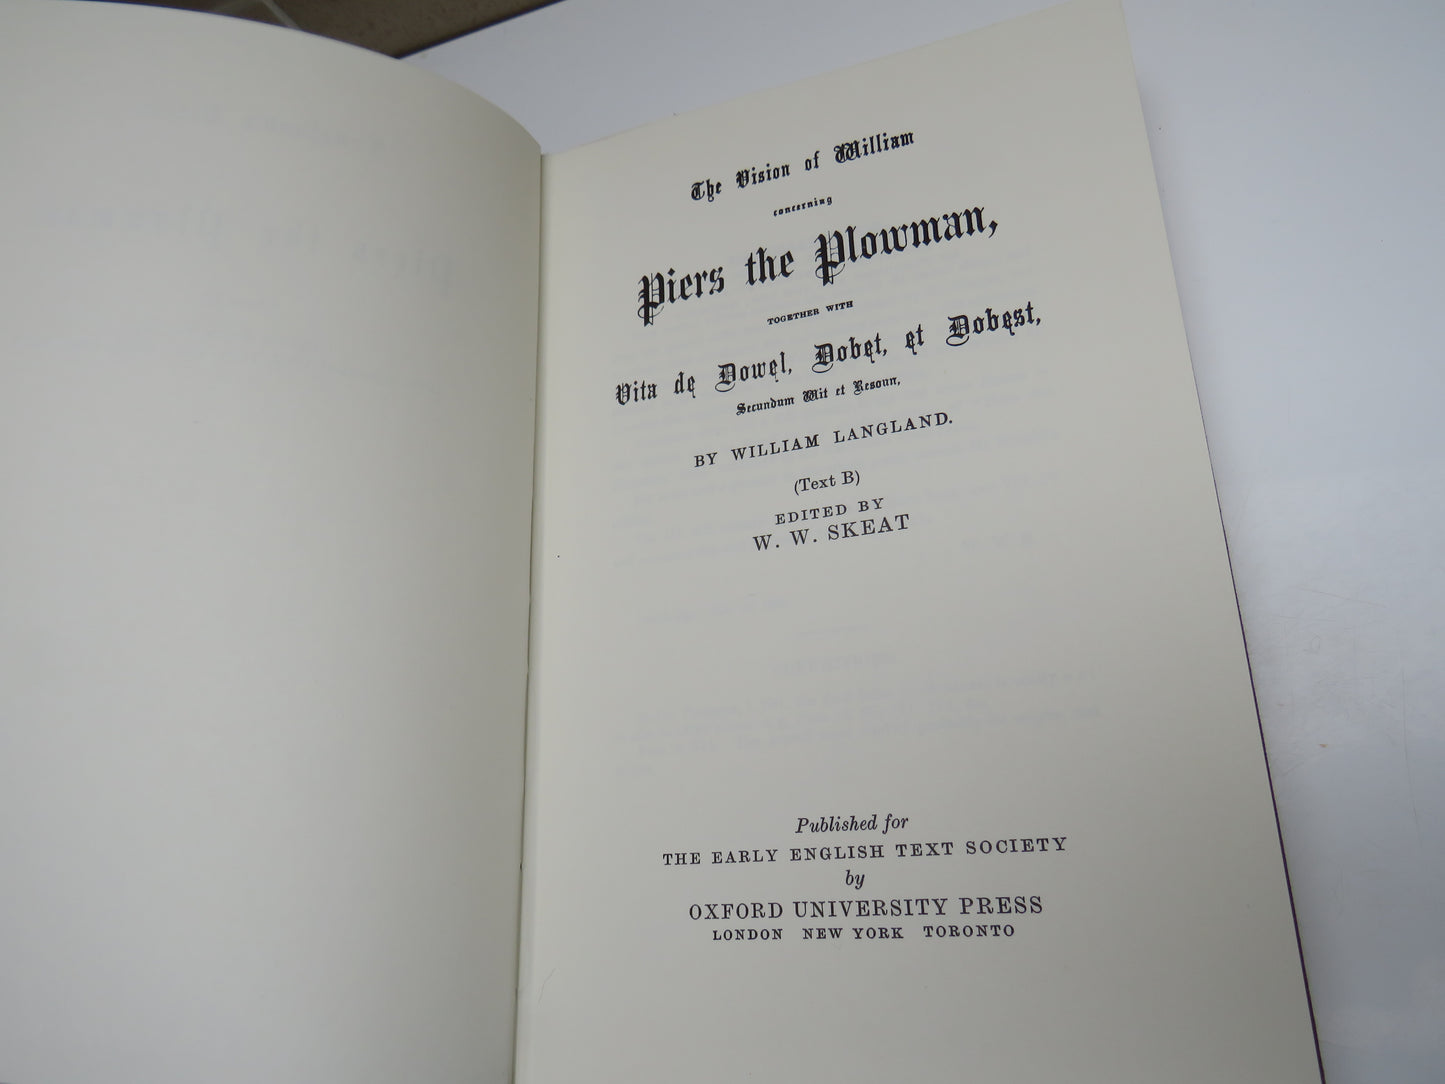 The Vision of William
concerning
Piers the Plowman,
TOGETHER WITH
Vita de Dowel, Dobet, et Dobest,
Secundum Wit et Resoun,
BY WILLIAM LANGLAND.
(Text B)
EDITED BY
W. W. SKEAT
Published for
THE EARLY ENGLISH TEXT SOCIETY
by
OXFORD UNIVERSITY PRESS
LONDON NEW YORK TORONTO